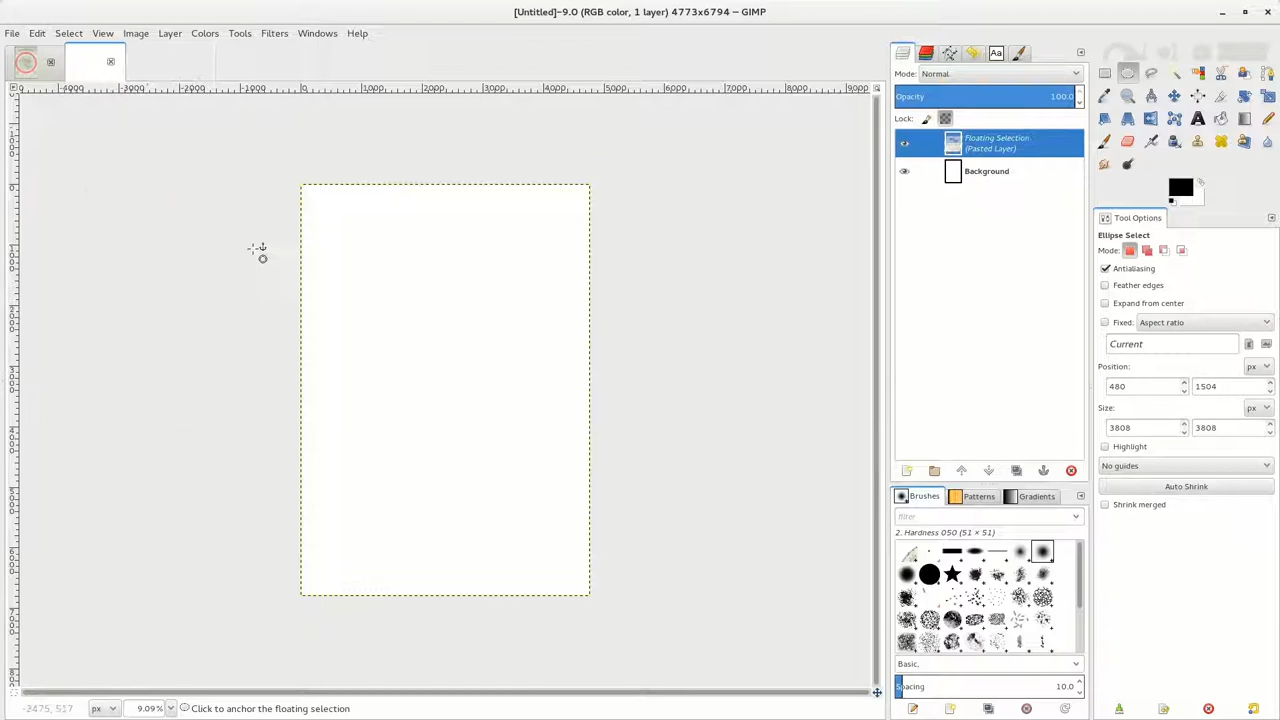 [Untitled]-9.0 (RGB color, 1 layer) 4773x6794 – GIMP
File Edit Select View Image Layer Colors Tools Filters Windows Help
Mode: Normal
Opacity 100.0
Lock:
Floating Selection
(Pasted Layer)
Background
Tool Options
Ellipse Select
Mode:
Antialiasing
Feather edges
Expand from center
Fixed: Aspect ratio
Current
Position: px
480 1504
Size: px
3808 3808
Highlight
No guides
Auto Shrink
Shrink merged
Brushes Patterns Gradients
filter
2. Hardness 050 (51 × 51)
Basic,
Spacing 10.0
-2475, 517 px 9.09% Click to anchor the floating selection